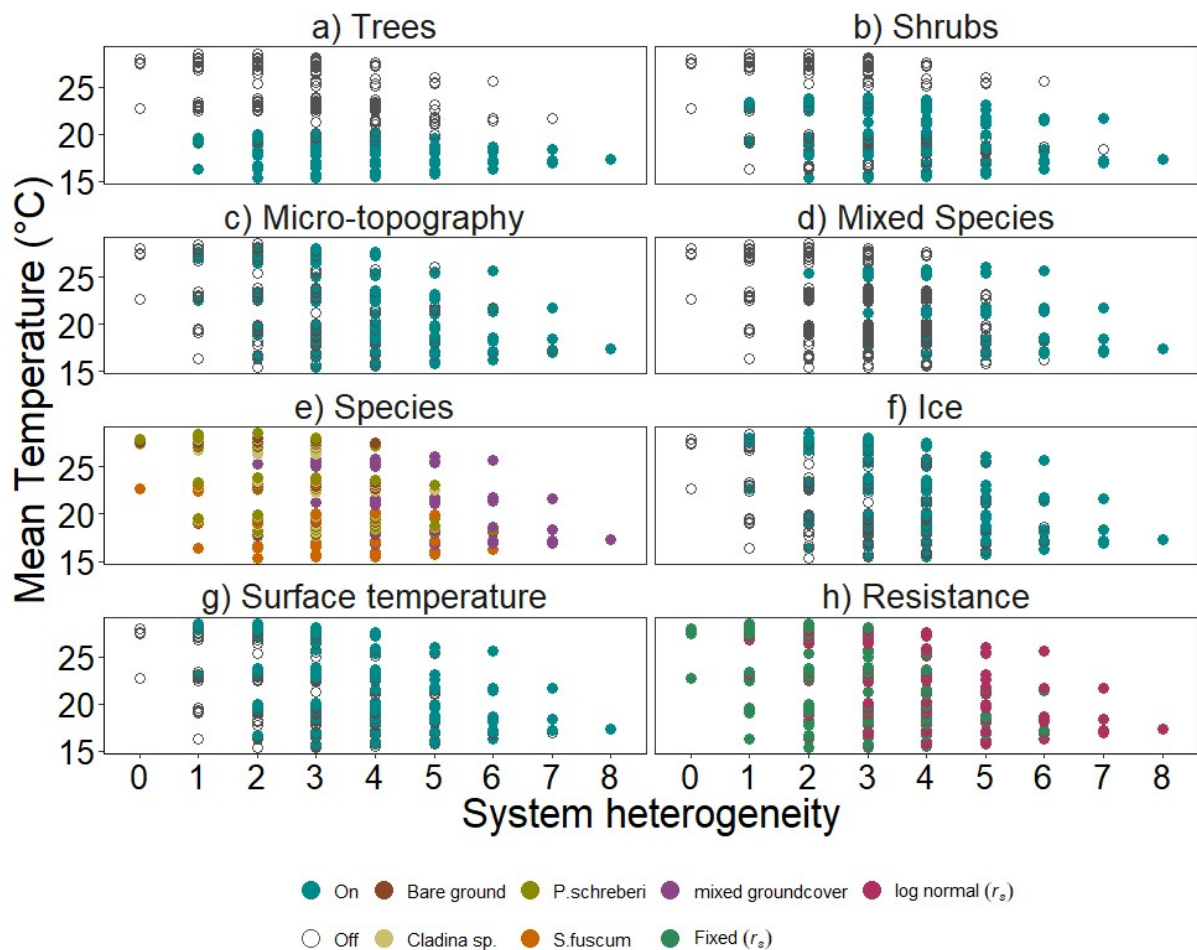 a) Trees
b) Shrubs
25
20
15
c) Micro-topography
d) Mixed Species
25
20
15
Mean Temperature (°C)
e) Species
f) Ice
25
20
15
g) Surface temperature
h) Resistance
25
20
15
0 1 2 3 4 5 6 7 8 0 1 2 3 4 5 6 7 8
System heterogeneity
On Bare ground P.schreberi mixed groundcover log normal (rₛ)
Off Cladina sp. S.fuscum Fixed (rₛ)